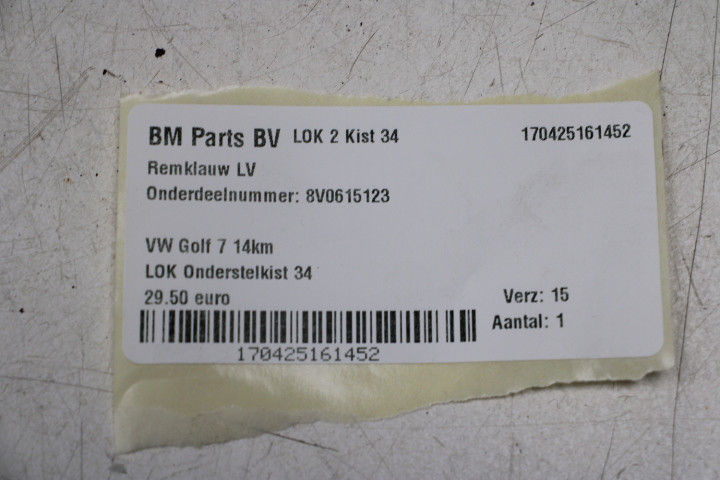 BM Parts BV LOK 2 Kist 34 170425161452
Remklauw LV
Onderdeelnummer: 8V0615123
VW Golf 7 14km
LOK Onderstelkist 34
29.50 euro Verz: 15
Aantal: 1
170425161452